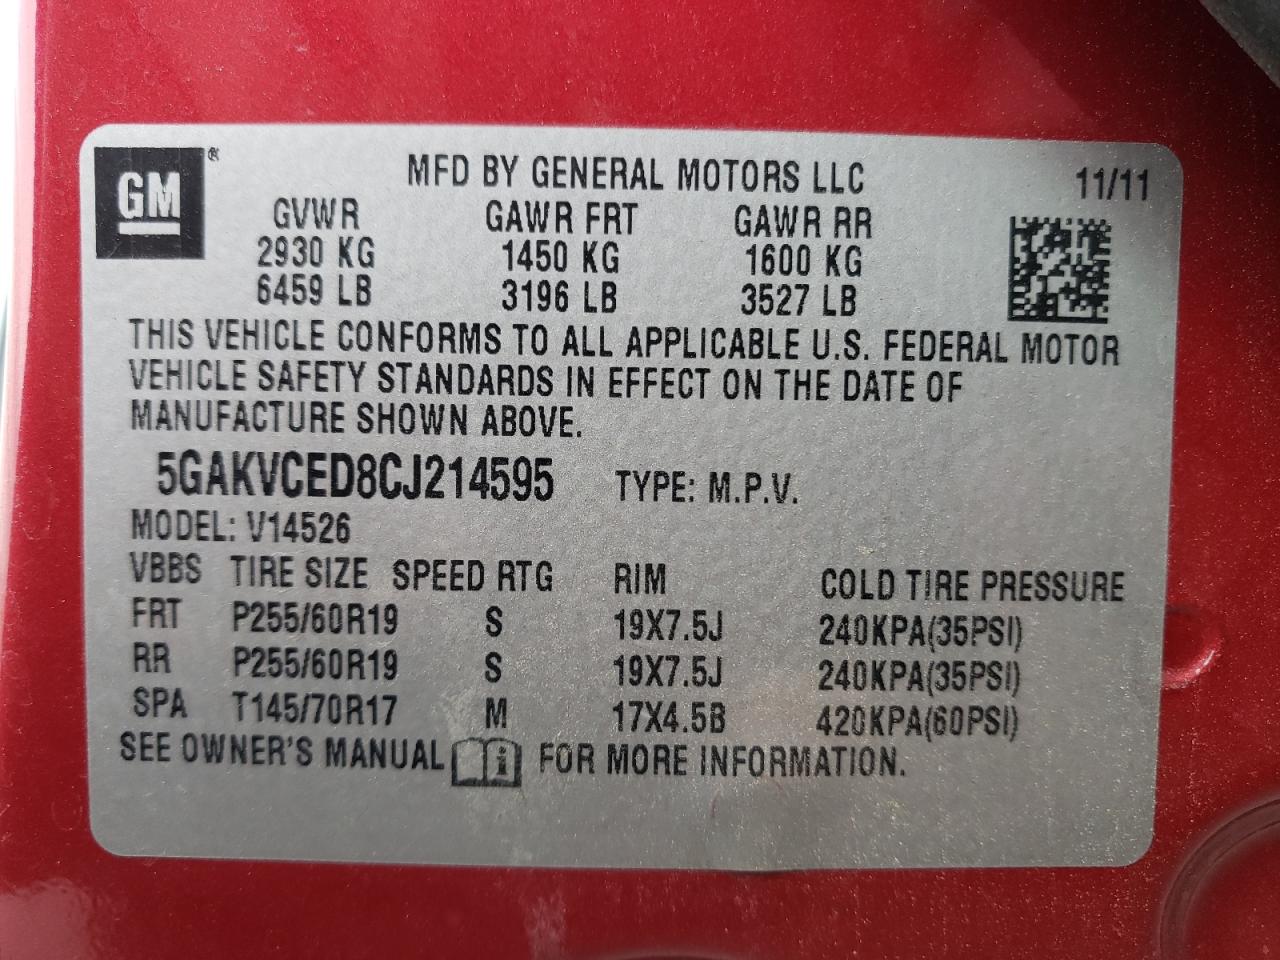 GM ®
MFD BY GENERAL MOTORS LLC 11/11
GVWR GAWR FRT GAWR RR
2930 KG 1450 KG 1600 KG
6459 LB 3196 LB 3527 LB
THIS VEHICLE CONFORMS TO ALL APPLICABLE U.S. FEDERAL MOTOR
VEHICLE SAFETY STANDARDS IN EFFECT ON THE DATE OF
MANUFACTURE SHOWN ABOVE.
5GAKVCED8CJ214595 TYPE: M.P.V.
MODEL: V14526
VBBS TIRE SIZE SPEED RTG RIM COLD TIRE PRESSURE
FRT P255/60R19 S 19X7.5J 240KPA(35PSI)
RR P255/60R19 S 19X7.5J 240KPA(35PSI)
SPA T145/70R17 M 17X4.5B 420KPA(60PSI)
SEE OWNER'S MANUAL i FOR MORE INFORMATION.